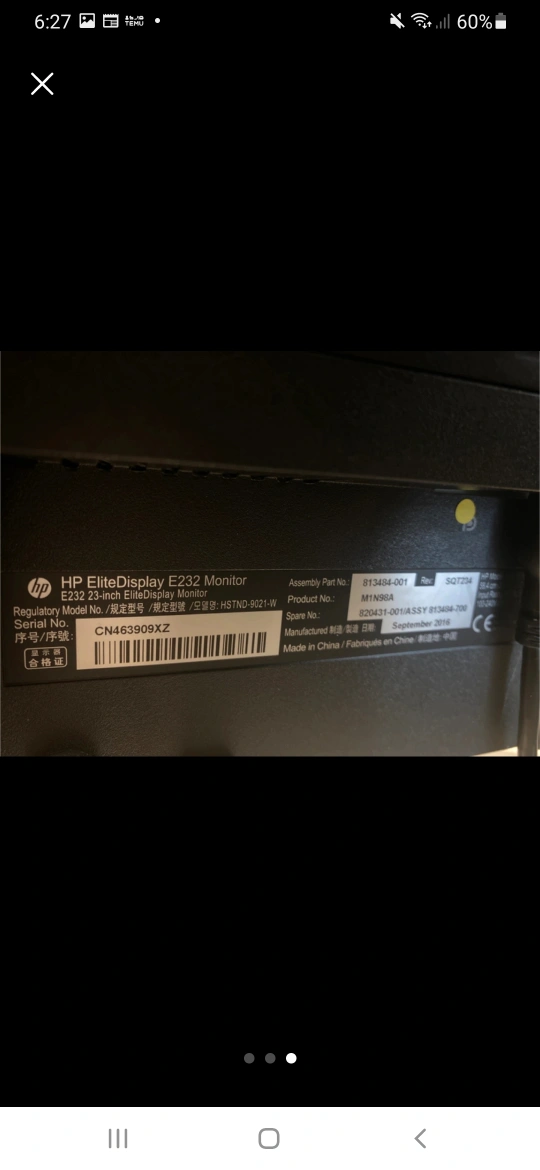 6:27
TEMU
60%
hp
HP EliteDisplay E232 Monitor
E232 23-inch EliteDisplay Monitor
Regulatory Model No. /规定型号 /規定型號 /모델명: HSTND-9021-W
Serial No.
序号/序號:
CN463909XZ
显示器
合格证
Assembly Part No.: 813484-001 Rev.: SQT234
Product No.: M1N98A
Spare No.: 820431-001/ASSY 813484-700
Manufactured 制造/製造 日期: September 2016
Made in China / Fabriqués en Chine / 制造地: 中国
CE